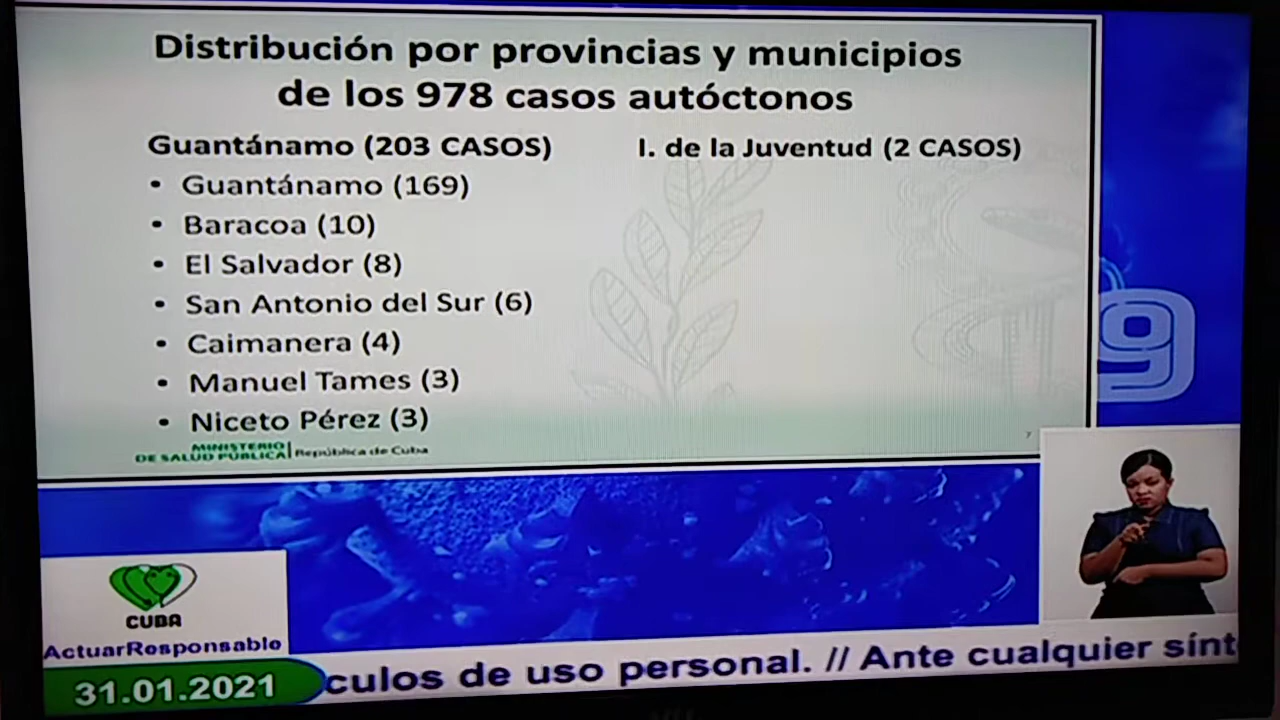 Distribución por provincias y municipios
de los 978 casos autóctonos
Guantánamo (203 CASOS)
• Guantánamo (169)
• Baracoa (10)
• El Salvador (8)
• San Antonio del Sur (6)
• Caimanera (4)
• Manuel Tames (3)
• Niceto Pérez (3)
I. de la Juventud (2 CASOS)
MINISTERIO
DE SALUD PÚBLICA
República de Cuba
7
9
CUBA
ActuarResponsable
31.01.2021
culos de uso personal. // Ante cualquier sínt